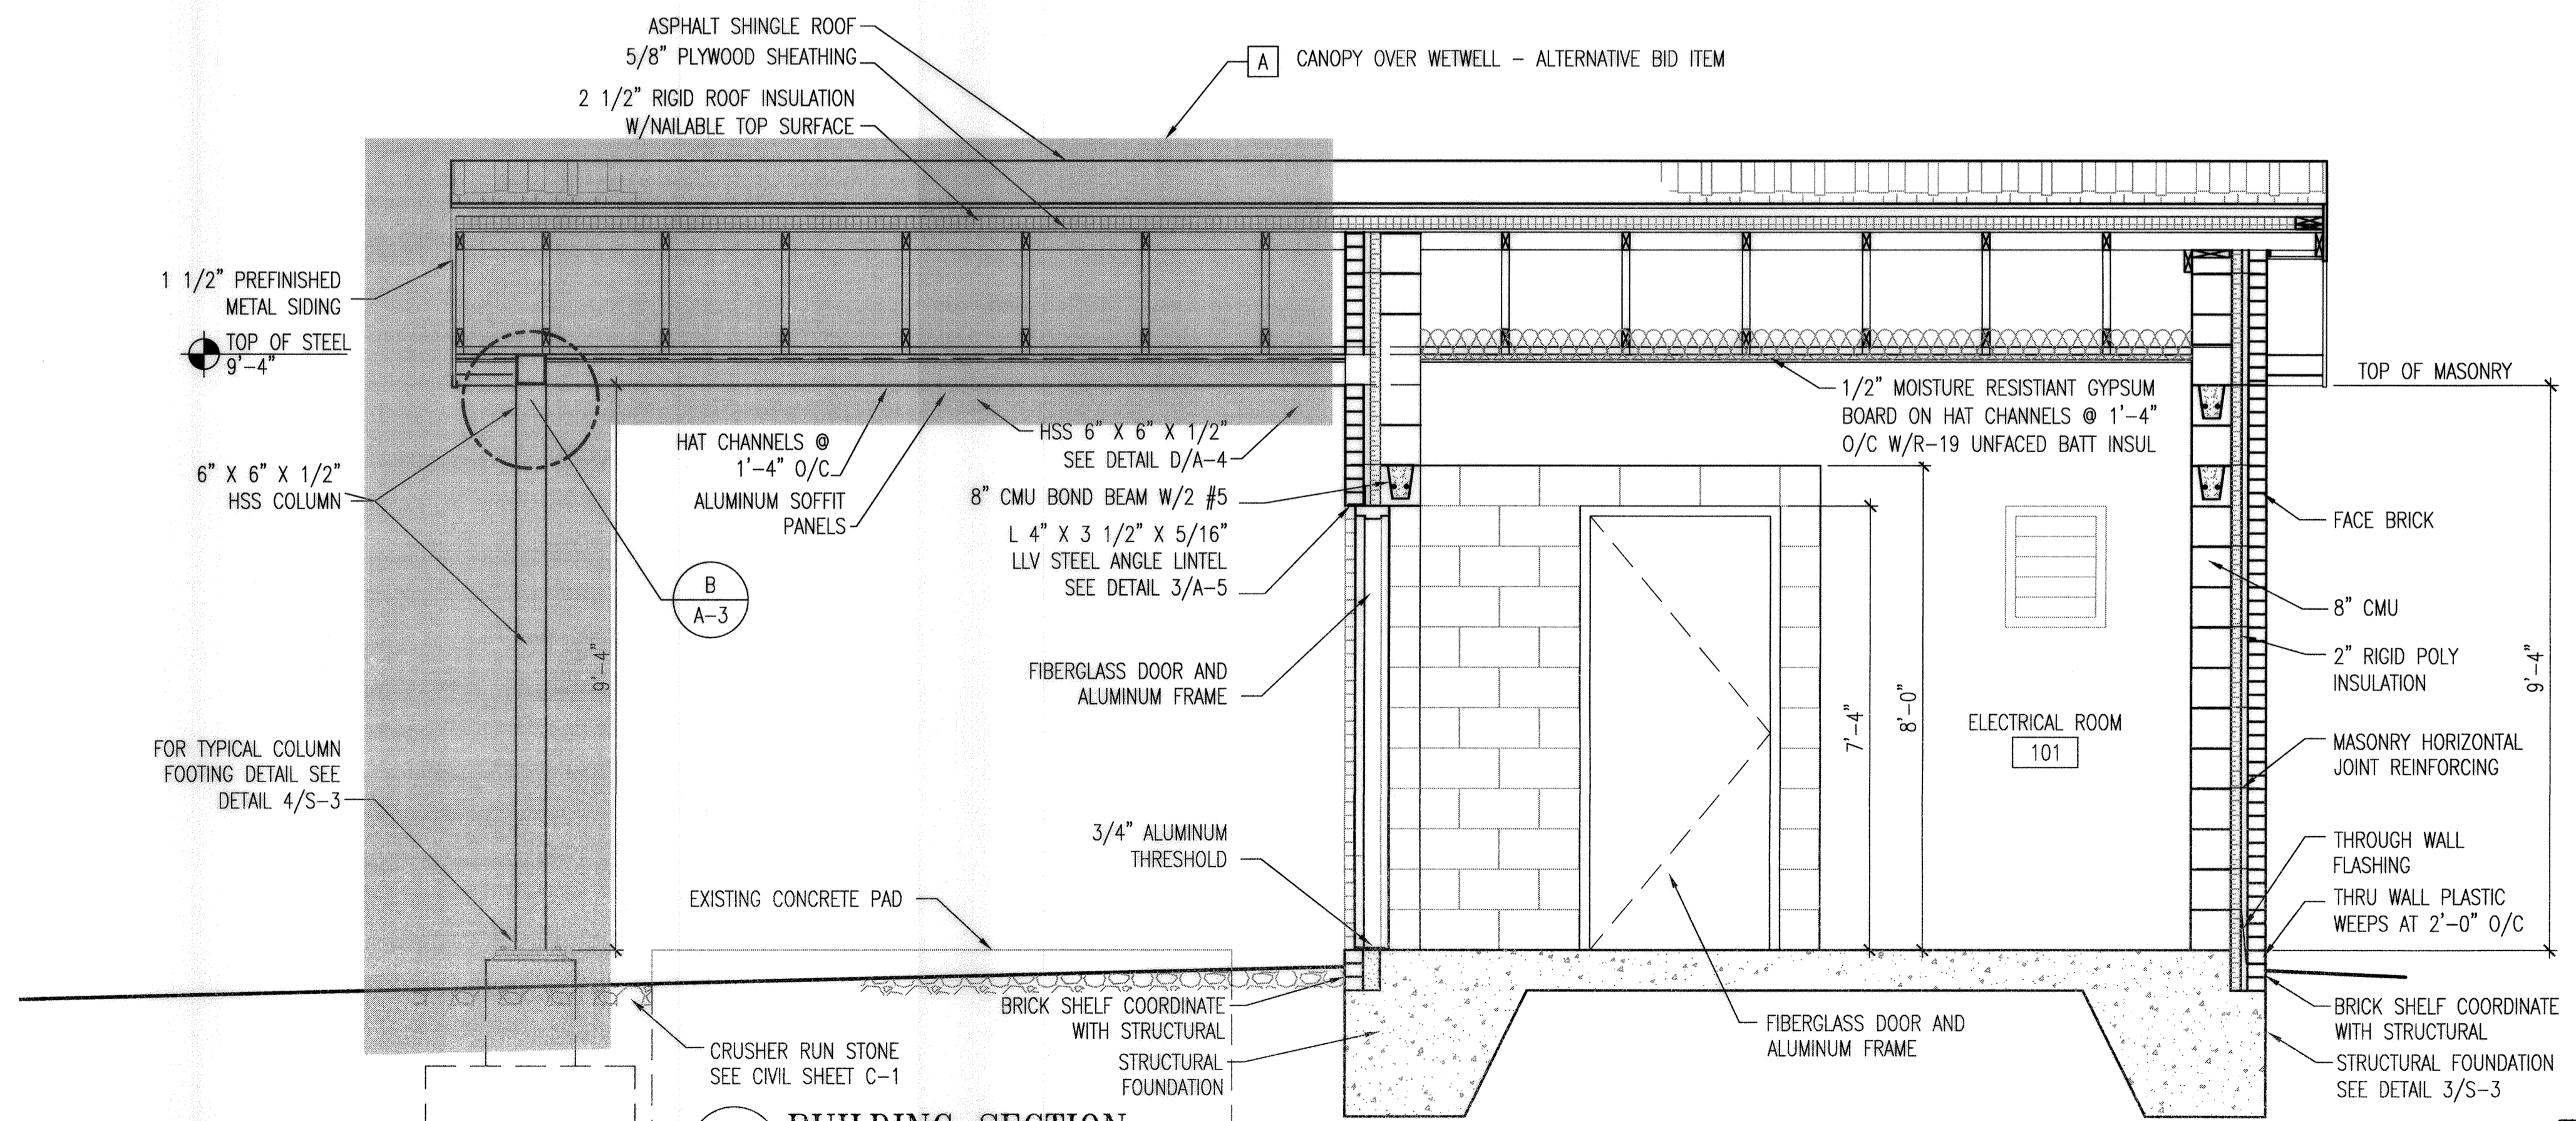 ASPHALT SHINGLE ROOF
5/8" PLYWOOD SHEATHING
2 1/2" RIGID ROOF INSULATION
W/NAILABLE TOP SURFACE
A
CANOPY OVER WETWELL - ALTERNATIVE BID ITEM
1 1/2" PREFINISHED
METAL SIDING
TOP OF STEEL
9'-4"
6" X 6" X 1/2"
HSS COLUMN
FOR TYPICAL COLUMN
FOOTING DETAIL SEE
DETAIL 4/S-3
9'-4"
B
A-3
HAT CHANNELS @
1'-4" O/C
ALUMINUM SOFFIT
PANELS
HSS 6" X 6" X 1/2"
SEE DETAIL D/A-4
8" CMU BOND BEAM W/2 #5
L 4" X 3 1/2" X 5/16"
LLV STEEL ANGLE LINTEL
SEE DETAIL 3/A-5
FIBERGLASS DOOR AND
ALUMINUM FRAME
3/4" ALUMINUM
THRESHOLD
EXISTING CONCRETE PAD
BRICK SHELF COORDINATE
WITH STRUCTURAL
STRUCTURAL
FOUNDATION
CRUSHER RUN STONE
SEE CIVIL SHEET C-1
BUILDING SECTION
1/2" MOISTURE RESISTIANT GYPSUM
BOARD ON HAT CHANNELS @ 1'-4"
O/C W/R-19 UNFACED BATT INSUL
7'-4"
8'-0"
ELECTRICAL ROOM
101
FIBERGLASS DOOR AND
ALUMINUM FRAME
TOP OF MASONRY
9'-4"
FACE BRICK
8" CMU
2" RIGID POLY
INSULATION
MASONRY HORIZONTAL
JOINT REINFORCING
THROUGH WALL
FLASHING
THRU WALL PLASTIC
WEEPS AT 2'-0" O/C
BRICK SHELF COORDINATE
WITH STRUCTURAL
STRUCTURAL FOUNDATION
SEE DETAIL 3/S-3